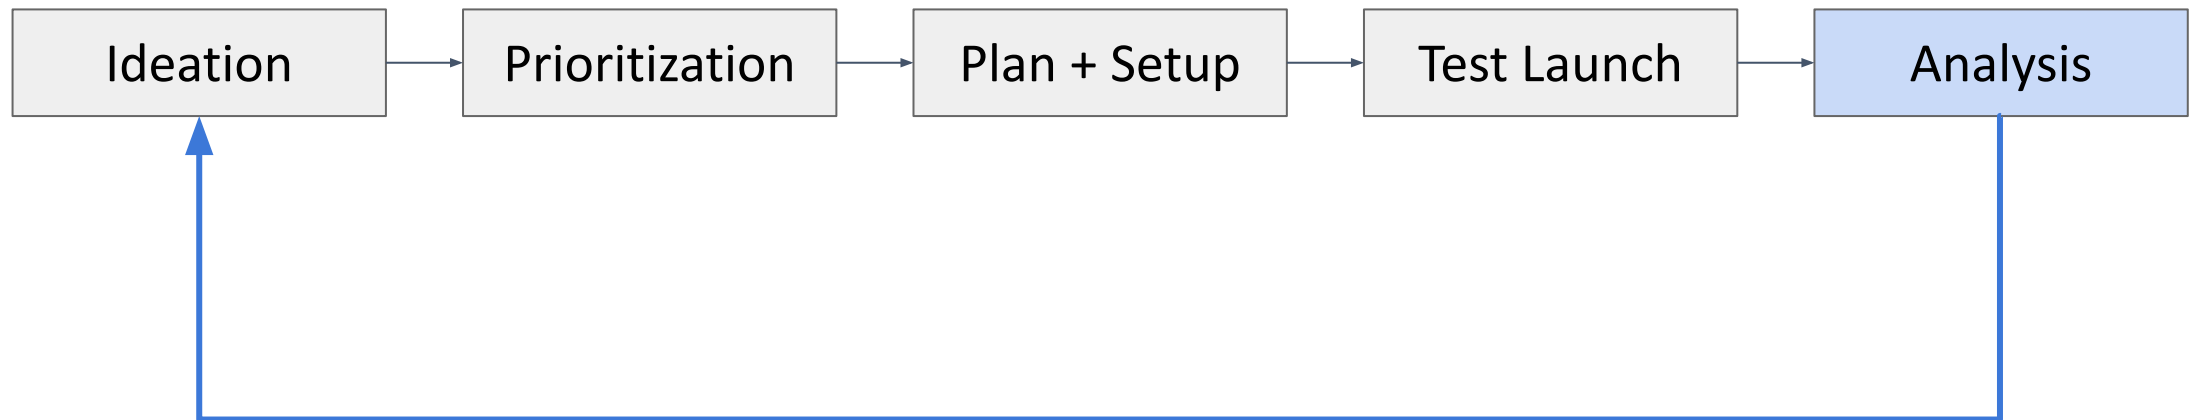 Ideation
Prioritization
Plan + Setup
Test Launch
Analysis